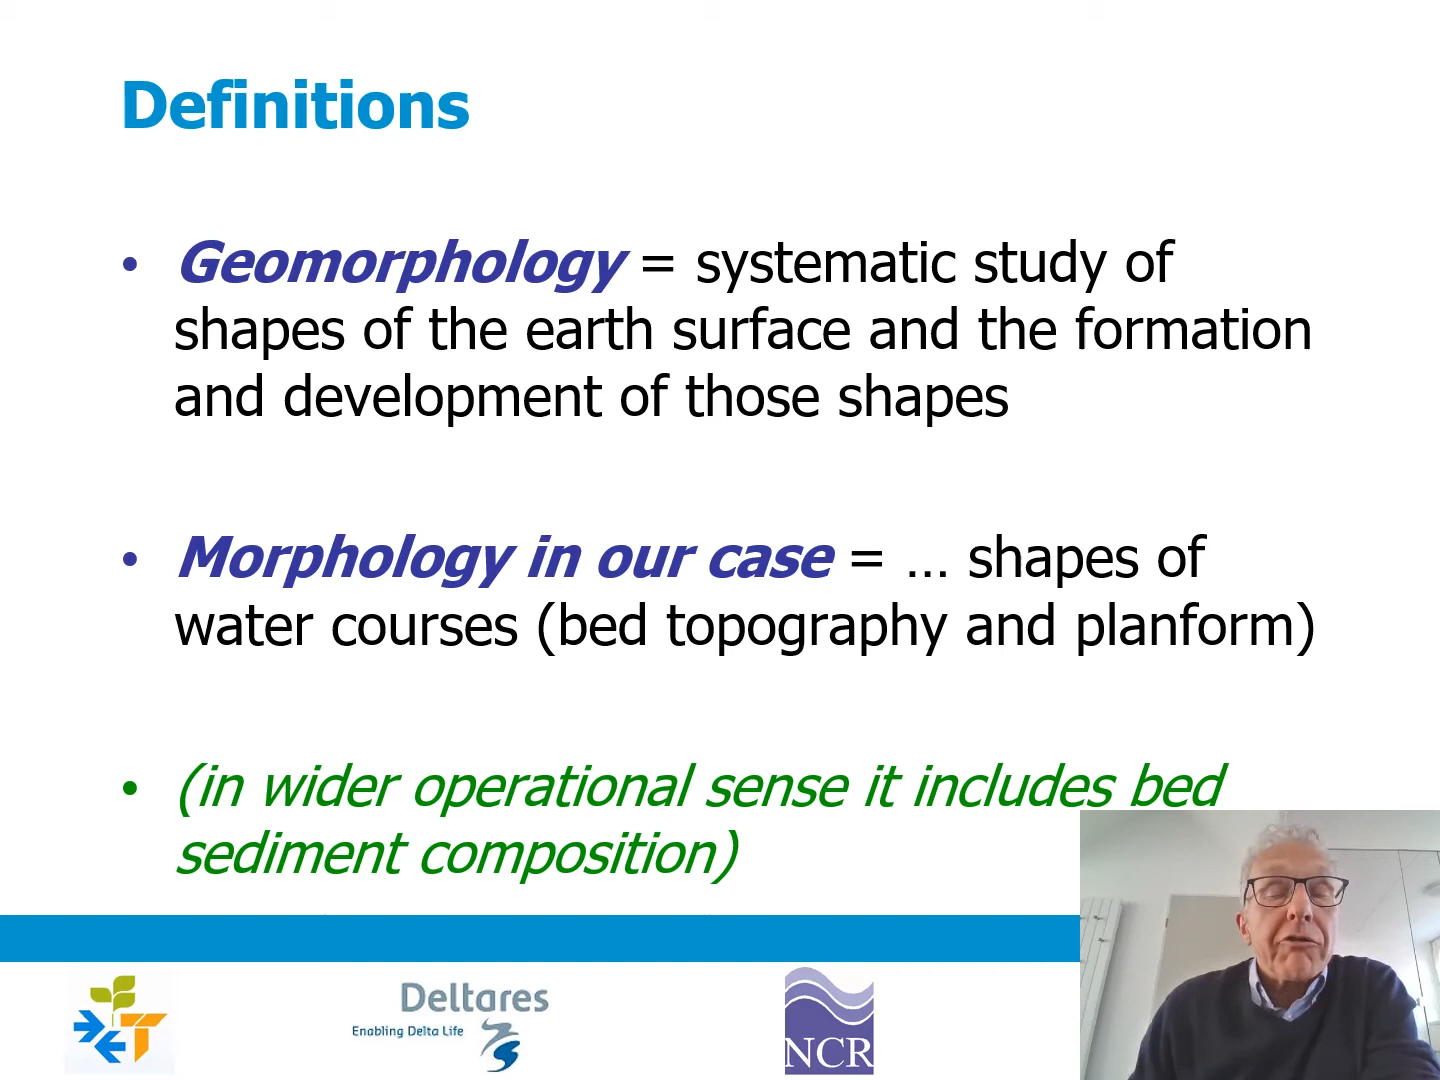 Definitions
• Geomorphology = systematic study of
shapes of the earth surface and the formation
and development of those shapes
• Morphology in our case = ... shapes of
water courses (bed topography and planform)
• (in wider operational sense it includes bed
sediment composition)
Deltares
Enabling Delta Life
NCR